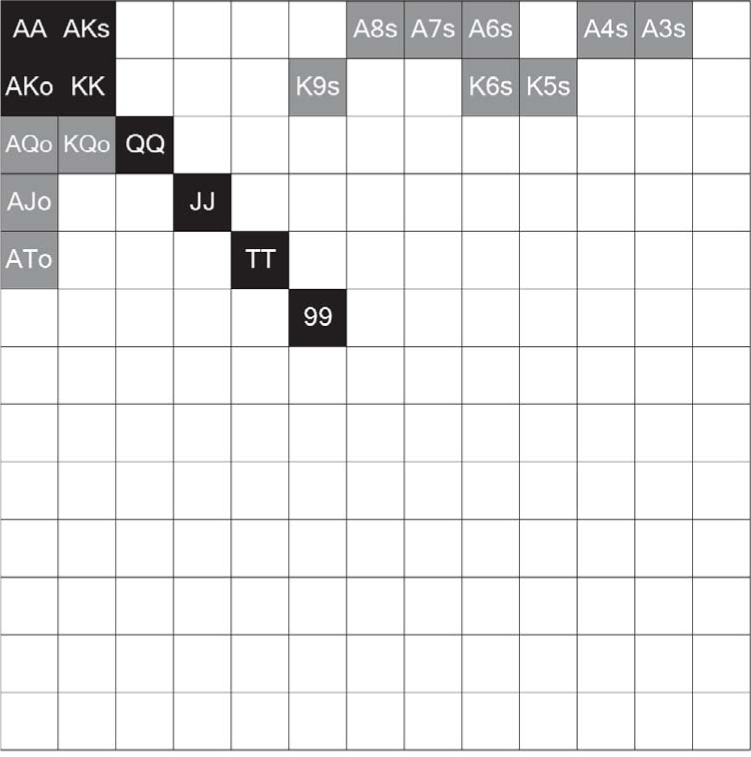 AA AKs A8s A7s A6s A4s A3s
AKo KK K9s K6s K5s
AQo KQo QQ
AJo JJ
ATo TT
99